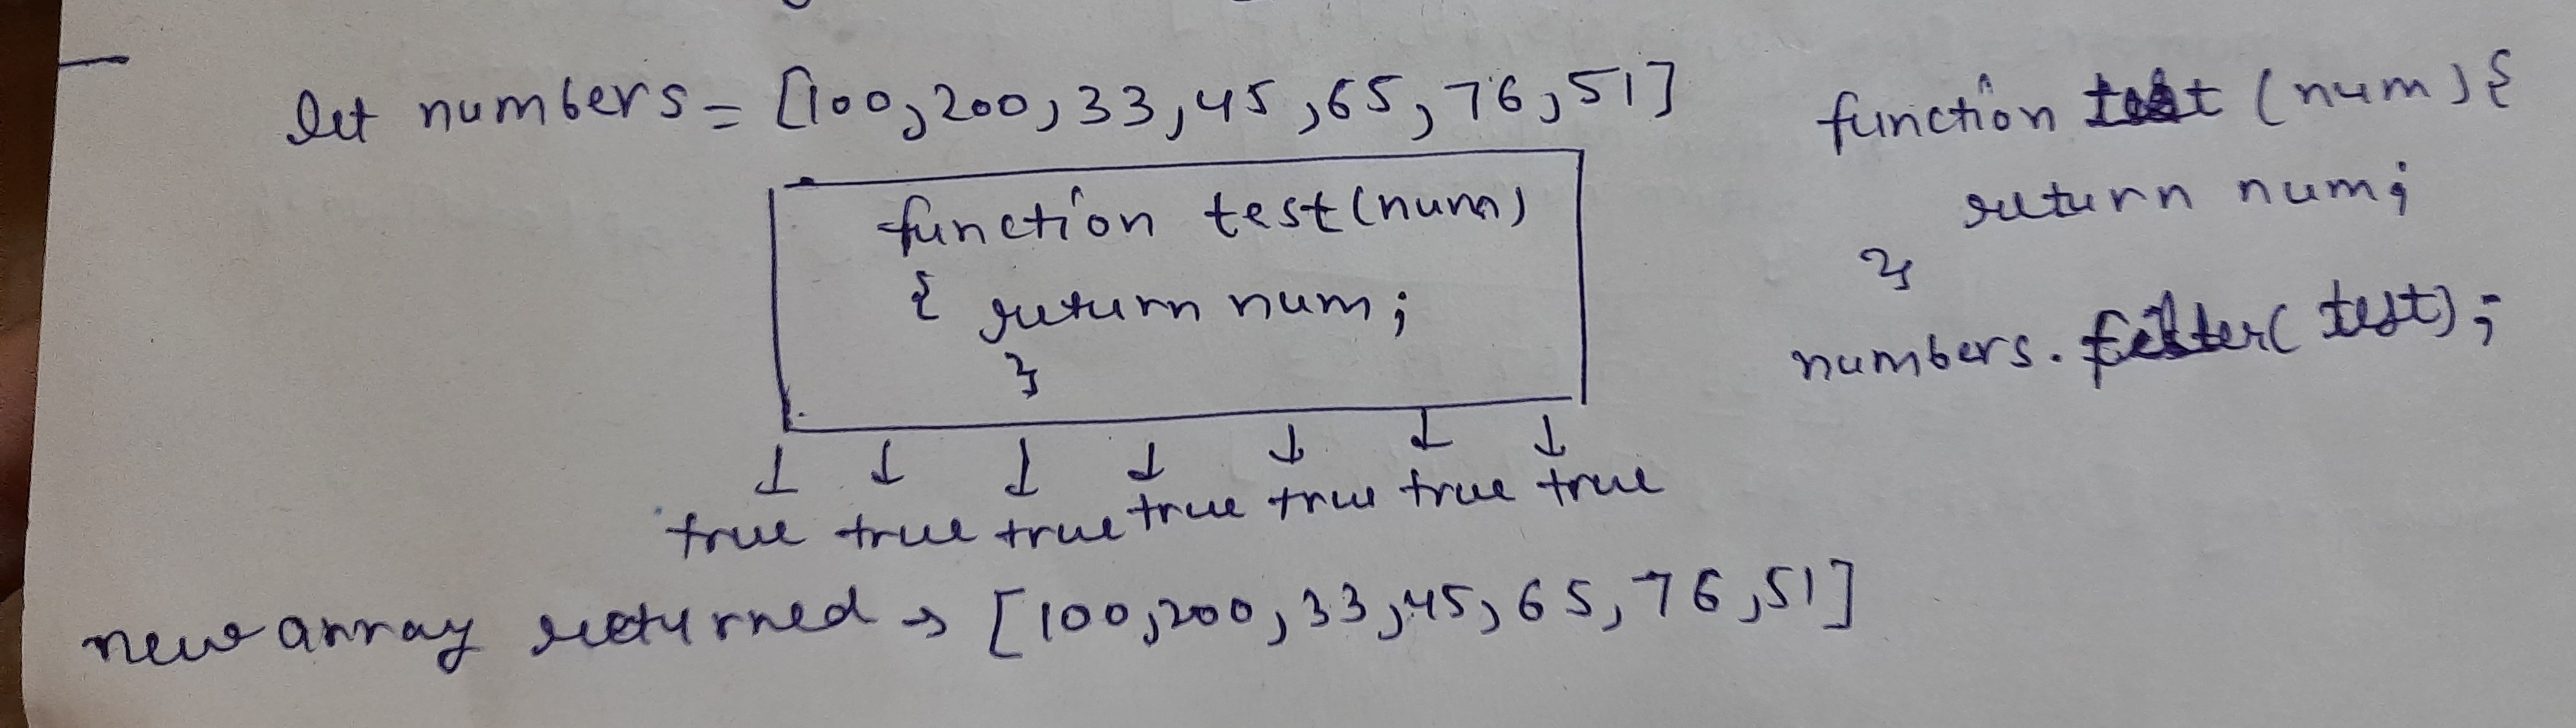 let numbers = [100, 200, 33, 45, 65, 76, 51]
function test(num)
{ return num;
}
↓ ↓ ↓ ↓ ↓ ↓ ↓
true true true true true true true
new array returned → [100, 200, 33, 45, 65, 76, 51]
function test (num) {
return num;
}
numbers.filter(test);